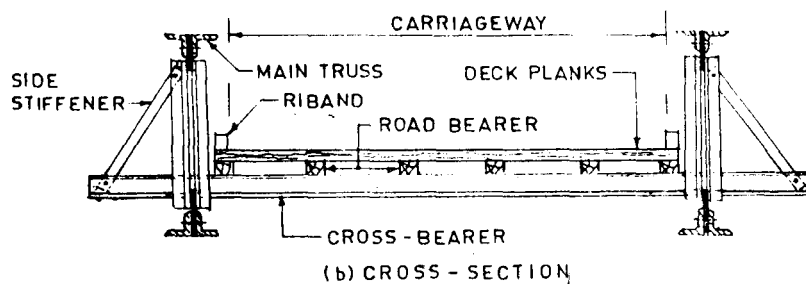 CARRIAGEWAY
SIDE
STIFFENER
MAIN TRUSS
DECK PLANKS
RIBAND
ROAD BEARER
CROSS-BEARER
(b) CROSS - SECTION